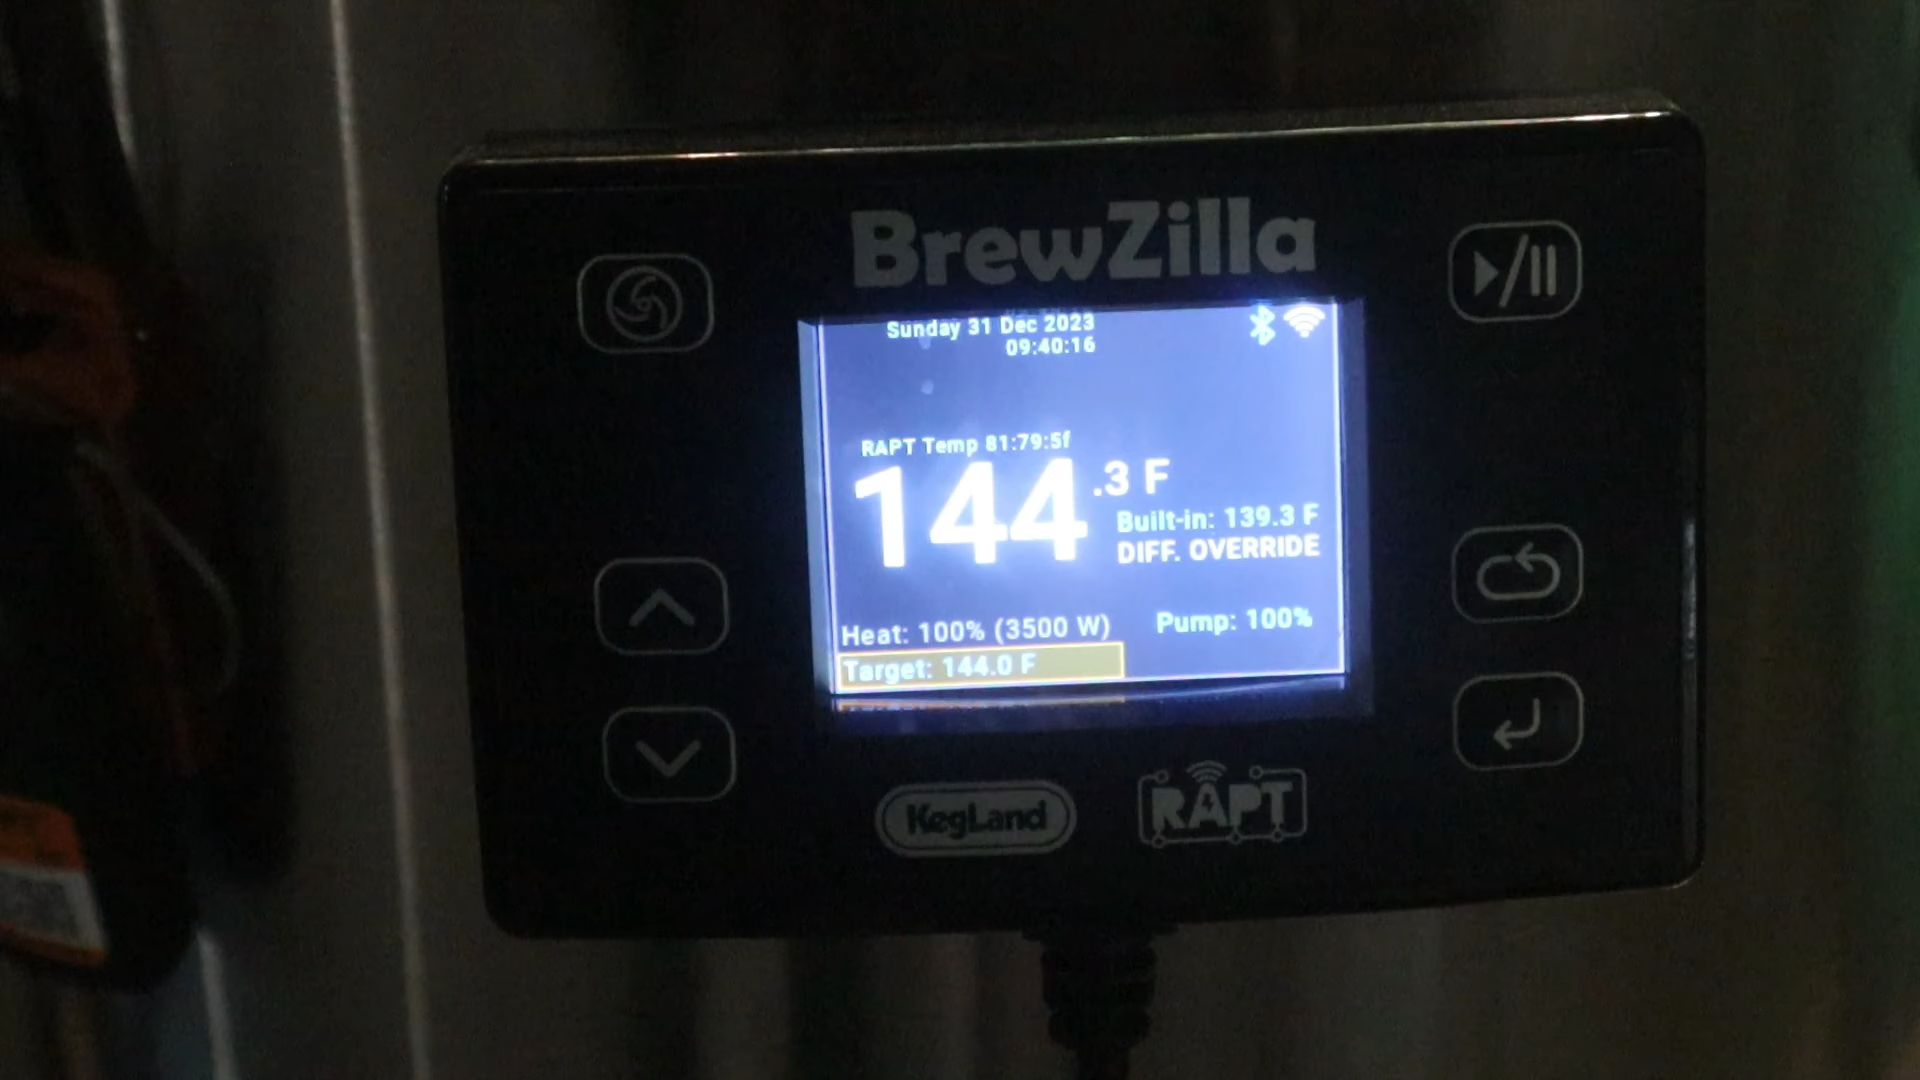 BrewZilla
Sunday 31 Dec 2023
09:40:16
RAPT Temp 81:79:5f
144.3 F
Built-in: 139.3 F
DIFF. OVERRIDE
Heat: 100% (3500 W)
Pump: 100%
Target: 144.0 F
KegLand
RAPT